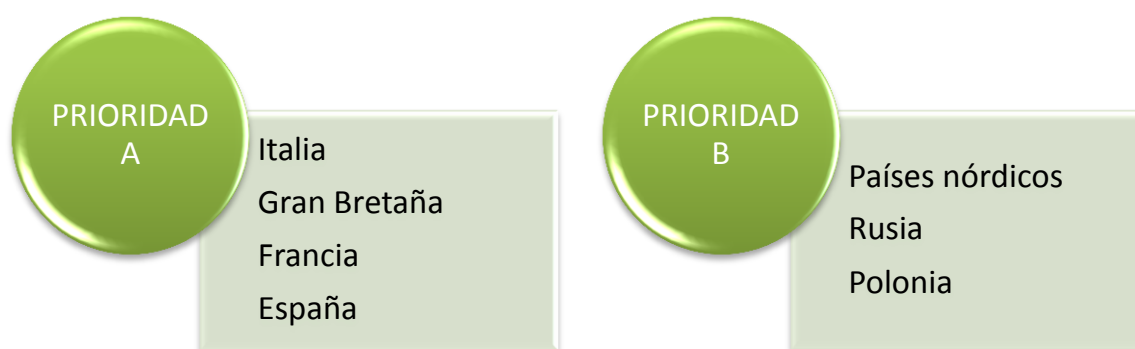 PRIORIDAD
A
Italia
Gran Bretaña
Francia
España
PRIORIDAD
B
Países nórdicos
Rusia
Polonia